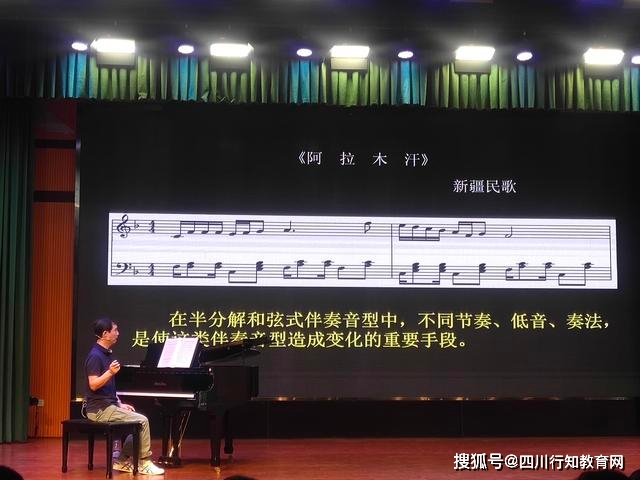 《阿拉木汗》
新疆民歌
在半分解和弦式伴奏音型中，不同节奏、低音、奏法，
是使这类伴奏音型造成变化的重要手段。
搜狐号@四川行知教育网